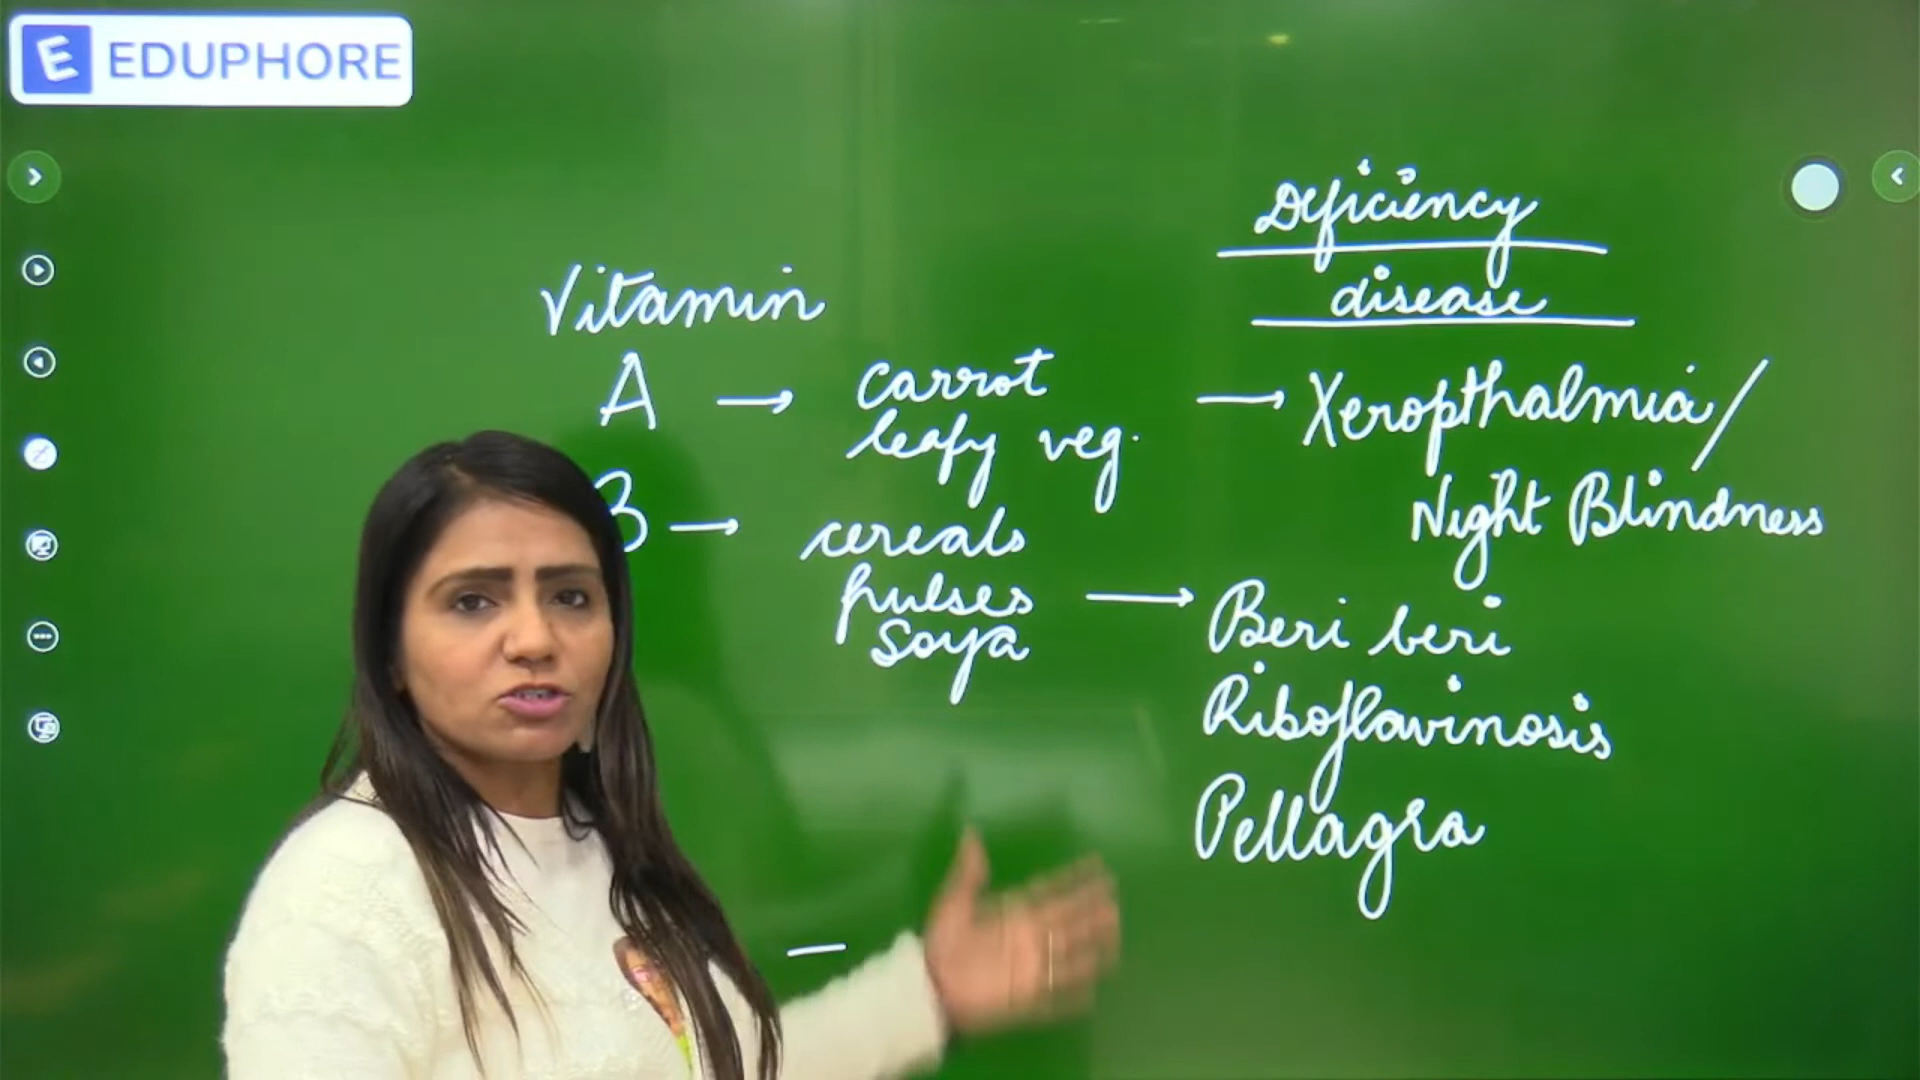 E EDUPHORE
Deficiency
disease
Vitamin
A → carrot → Xeropthalmia/
leafy veg.
Night Blindness
B → cereals
pulses → Beri beri
Soya
Riboflavinosis
Pellagra